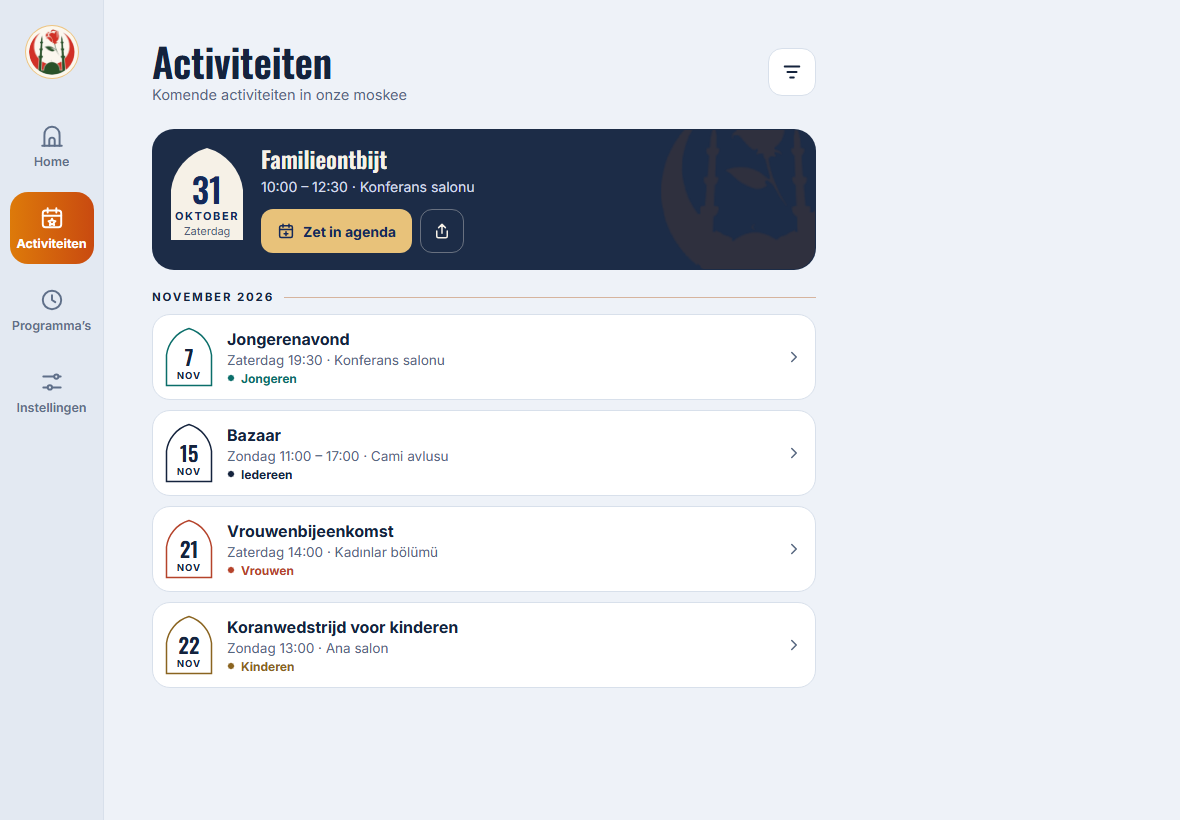 Activiteiten
Komende activiteiten in onze moskee
Home
Activiteiten
Programma's
Instellingen
31
OKTOBER
Zaterdag
Familieontbijt
10:00 – 12:30 · Konferans salonu
Zet in agenda
NOVEMBER 2026
7
NOV
Jongerenavond
Zaterdag 19:30 · Konferans salonu
Jongeren
15
NOV
Bazaar
Zondag 11:00 – 17:00 · Cami avlusu
Iedereen
21
NOV
Vrouwenbijeenkomst
Zaterdag 14:00 · Kadınlar bölümü
Vrouwen
22
NOV
Koranwedstrijd voor kinderen
Zondag 13:00 · Ana salon
Kinderen